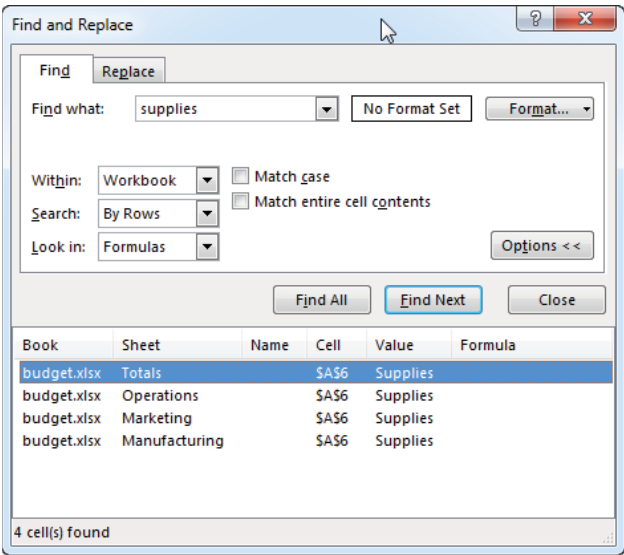 Find and Replace
Find Replace
Find what: supplies No Format Set Format...
Within: Workbook Match case
Search: By Rows Match entire cell contents
Look in: Formulas Options <<
Find All Find Next Close
Book Sheet Name Cell Value Formula
budget.xlsx Totals $A$6 Supplies
budget.xlsx Operations $A$6 Supplies
budget.xlsx Marketing $A$6 Supplies
budget.xlsx Manufacturing $A$6 Supplies
4 cell(s) found